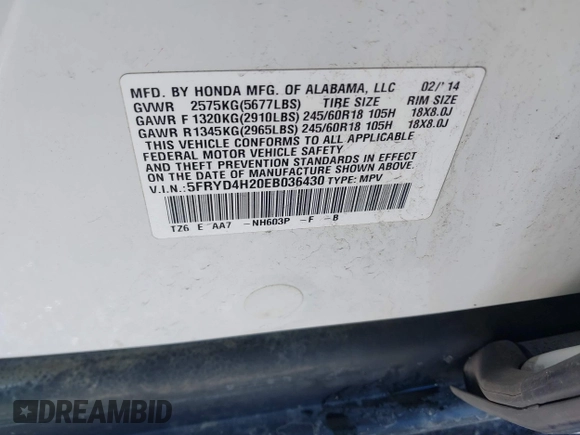 MFD. BY HONDA MFG. OF ALABAMA, LLC 02/'14
GVWR 2575KG(5677LBS) TIRE SIZE RIM SIZE
GAWR F 1320KG(2910LBS) 245/60R18 105H 18X8.0J
GAWR R1345KG(2965LBS) 245/60R18 105H 18X8.0J
THIS VEHICLE CONFORMS TO ALL APPLICABLE
FEDERAL MOTOR VEHICLE SAFETY
AND THEFT PREVENTION STANDARDS IN EFFECT
ON THE DATE OF MANUFACTURE SHOWN ABOVE.
V.I.N.: 5FRYD4H20EB036430 TYPE: MPV
TZ6 E AA7 -NH603P -F -B
DREAMBID